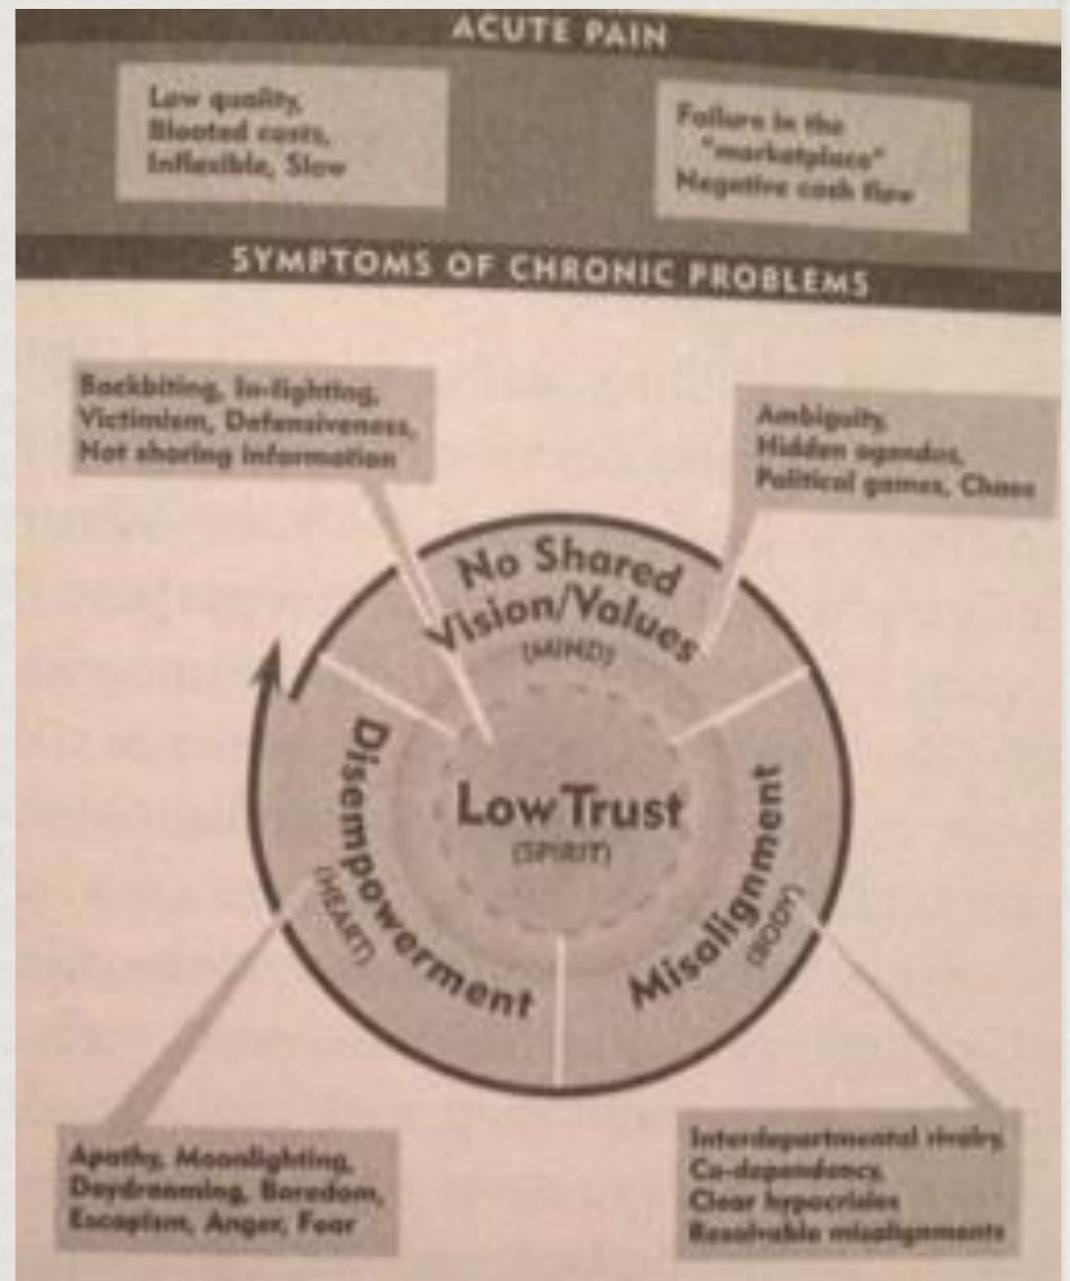 ACUTE PAIN
Low quality,
Bloated costs,
Inflexible, Slow
Failure in the
"marketplace"
Negative cash flow
SYMPTOMS OF CHRONIC PROBLEMS
Backbiting, In-fighting,
Victimism, Defensiveness,
Not sharing information
Ambiguity,
Hidden agendas,
Political games, Chaos
No Shared
Vision/Values
(MIND)
Disempowerment
(HEART)
Low Trust
(SPIRIT)
Misalignment
(BODY)
Apathy, Moonlighting,
Daydreaming, Boredom,
Escapism, Anger, Fear
Interdepartmental rivalry,
Co-dependency,
Clear hypocrisies
Resolvable misalignments